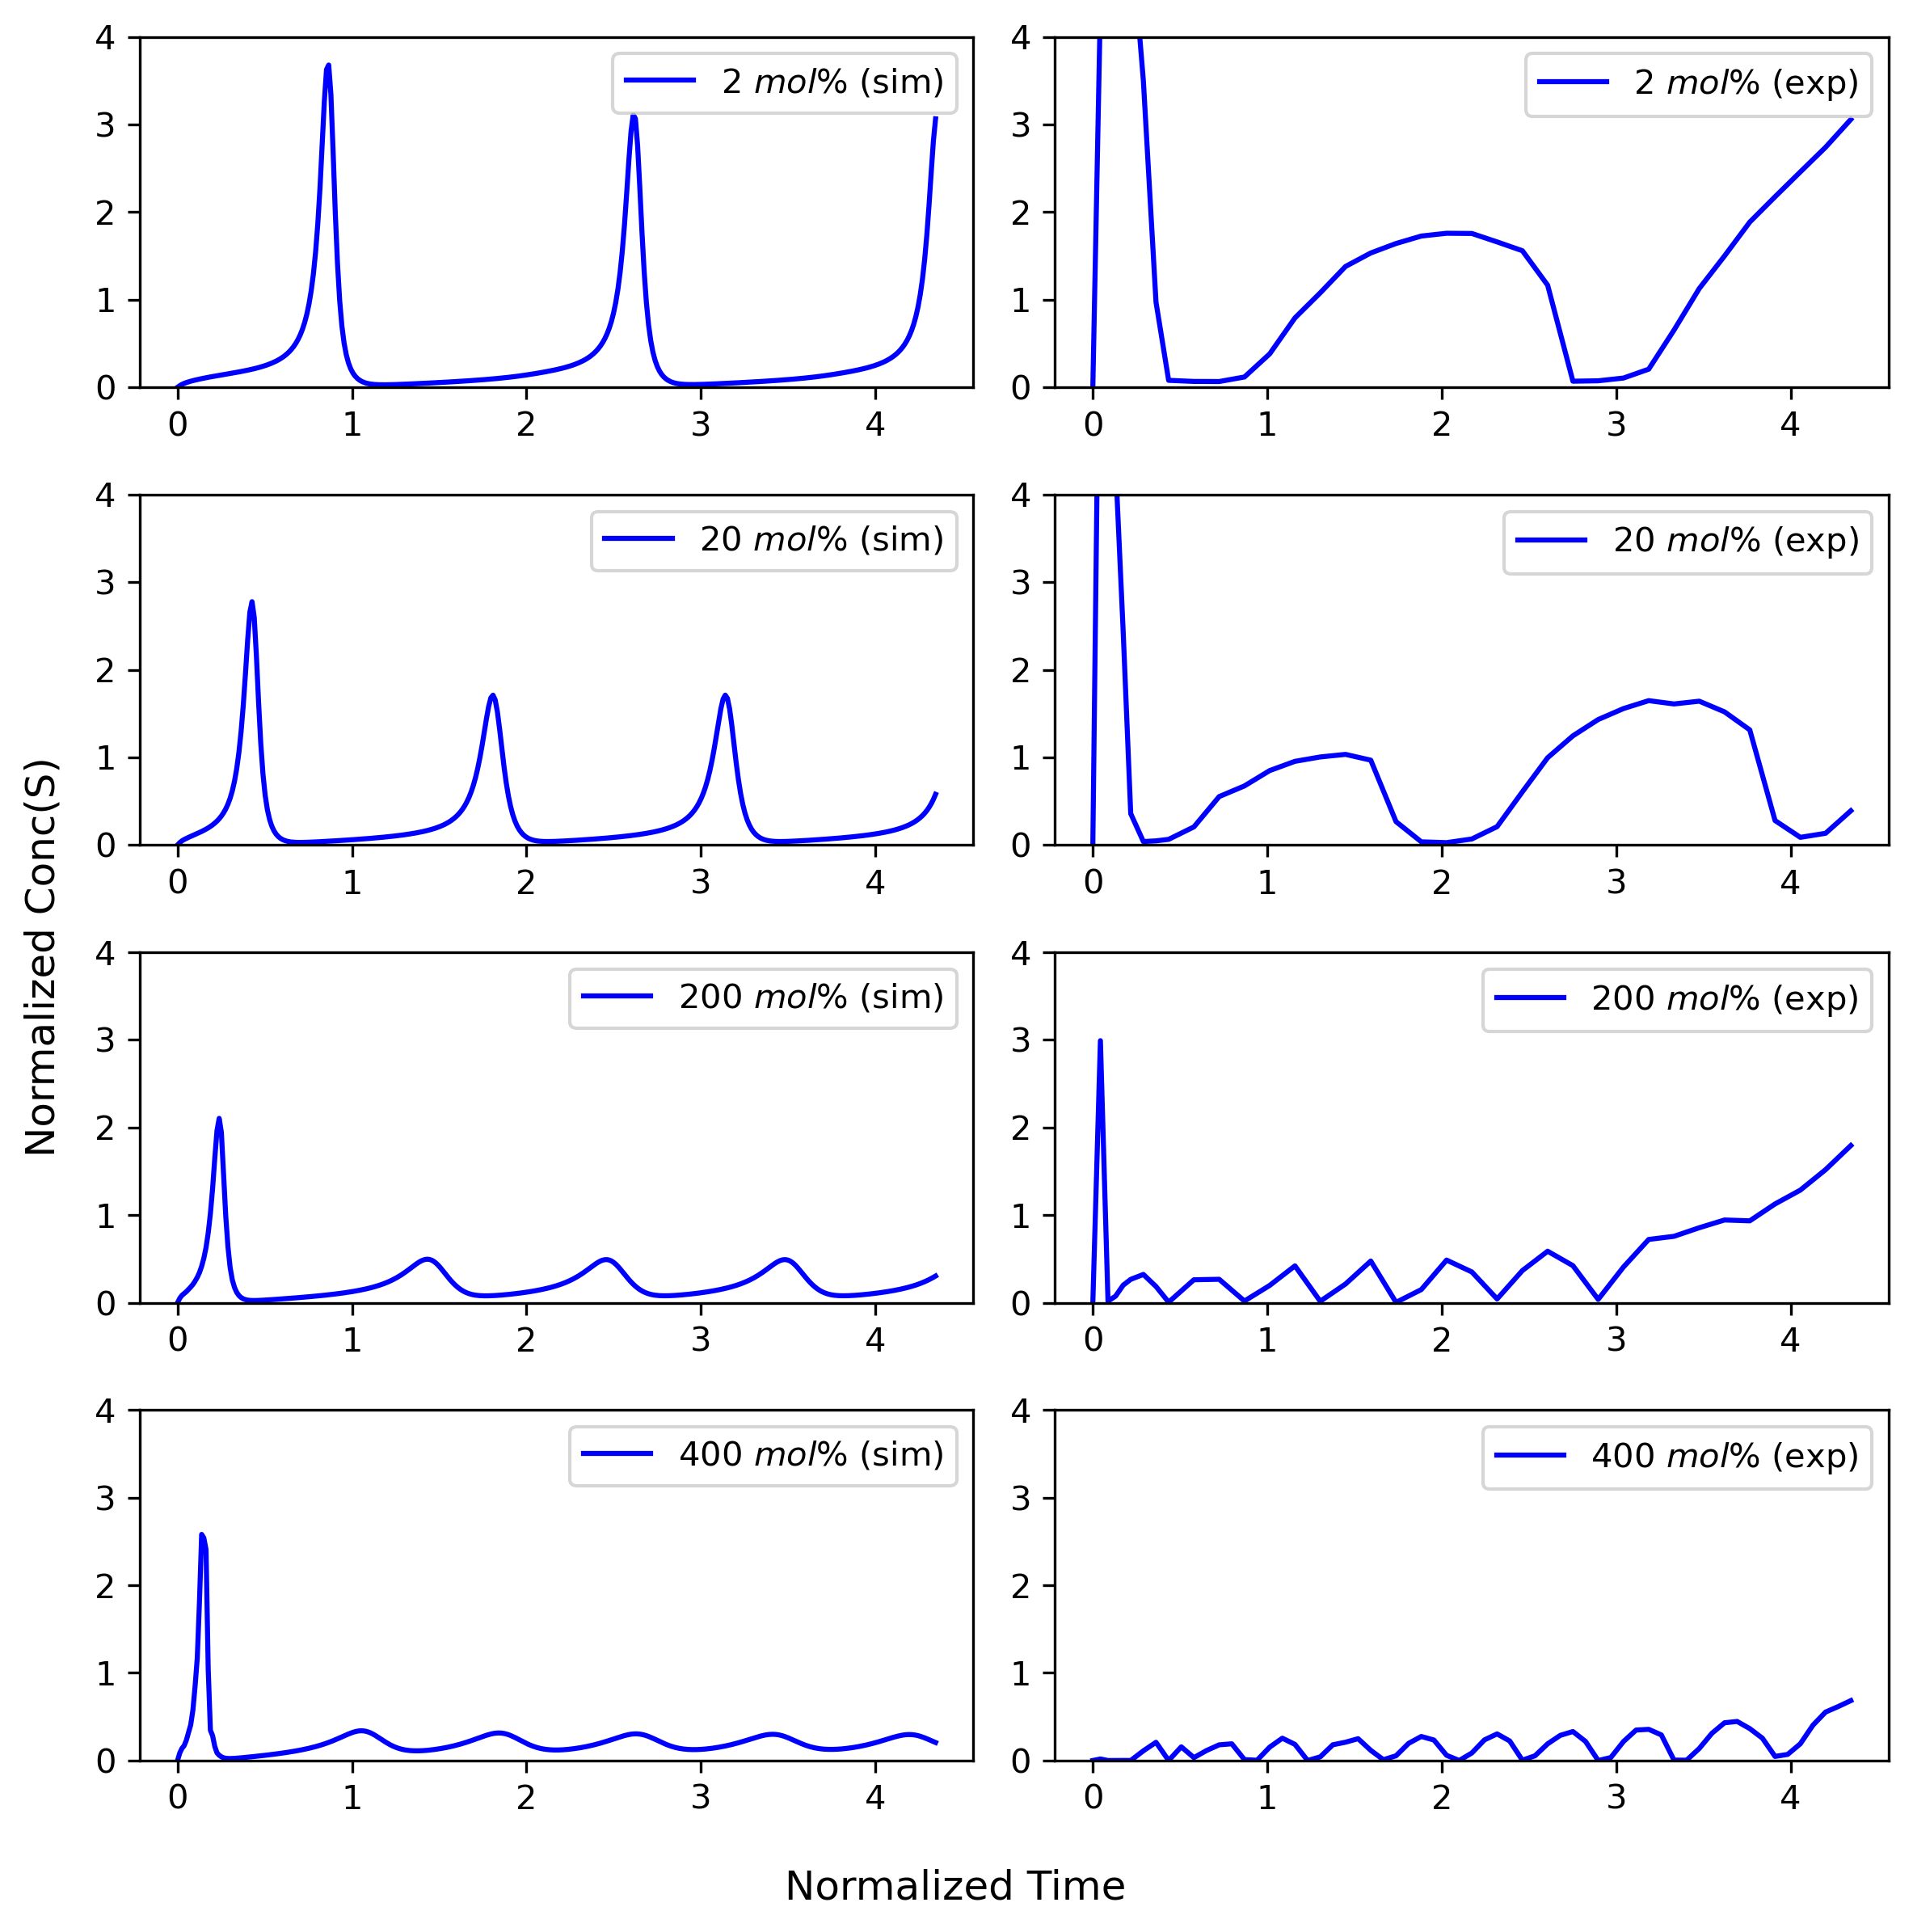 4
3
2
1
0
0 1 2 3 4
2 mol% (sim)
4
3
2
1
0
0 1 2 3 4
2 mol% (exp)
4
3
2
1
0
0 1 2 3 4
20 mol% (sim)
4
3
2
1
0
0 1 2 3 4
20 mol% (exp)
Normalized Conc(S)
4
3
2
1
0
0 1 2 3 4
200 mol% (sim)
4
3
2
1
0
0 1 2 3 4
200 mol% (exp)
4
3
2
1
0
0 1 2 3 4
400 mol% (sim)
4
3
2
1
0
0 1 2 3 4
400 mol% (exp)
Normalized Time